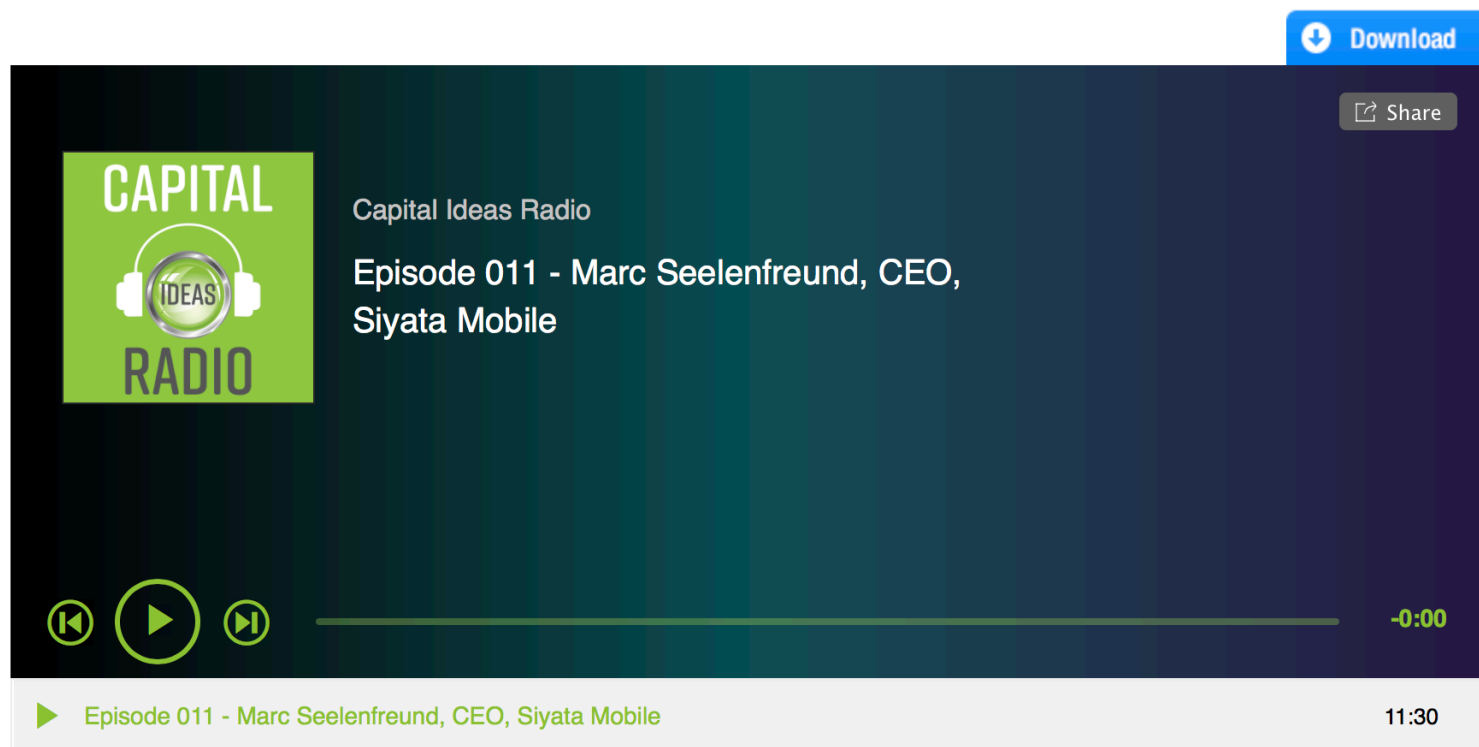 Download
Share
CAPITAL
IDEAS
RADIO
Capital Ideas Radio
Episode 011 - Marc Seelenfreund, CEO,
Siyata Mobile
-0:00
Episode 011 - Marc Seelenfreund, CEO, Siyata Mobile
11:30